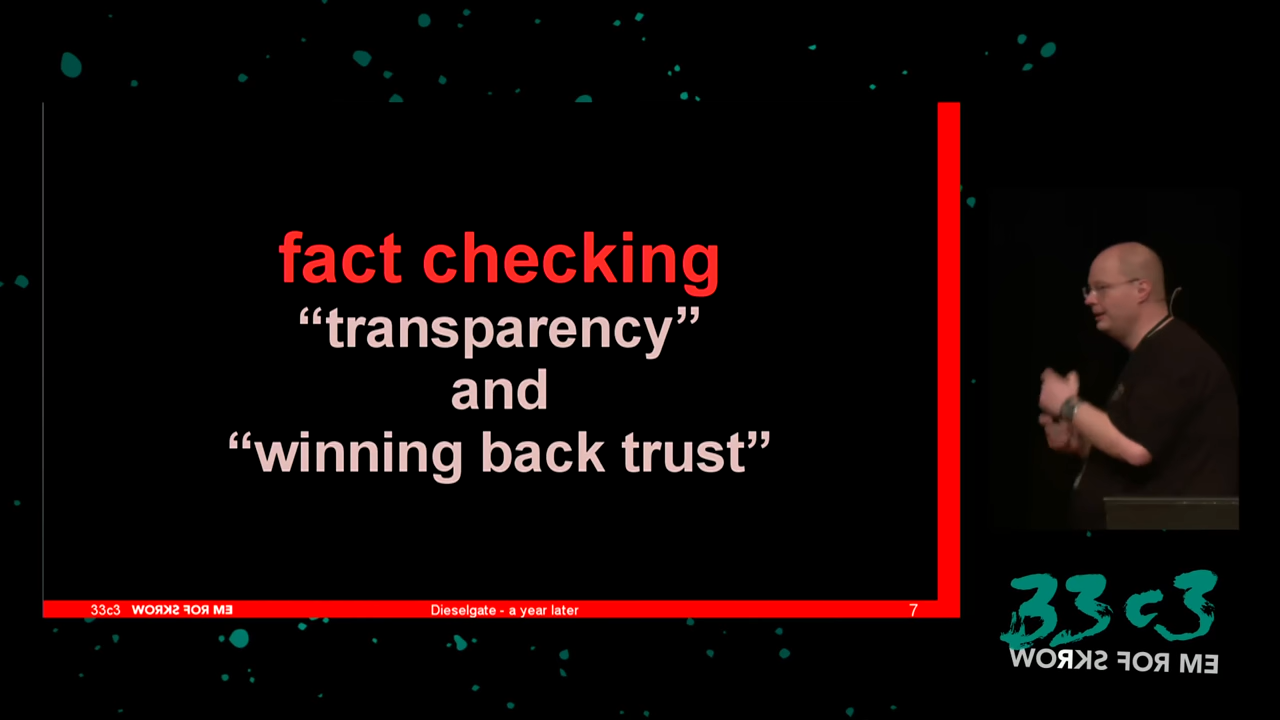 fact checking
“transparency”
and
“winning back trust”
33c3 WORKS FOR ME
Dieselgate - a year later
7
33c3
WORKS FOR ME